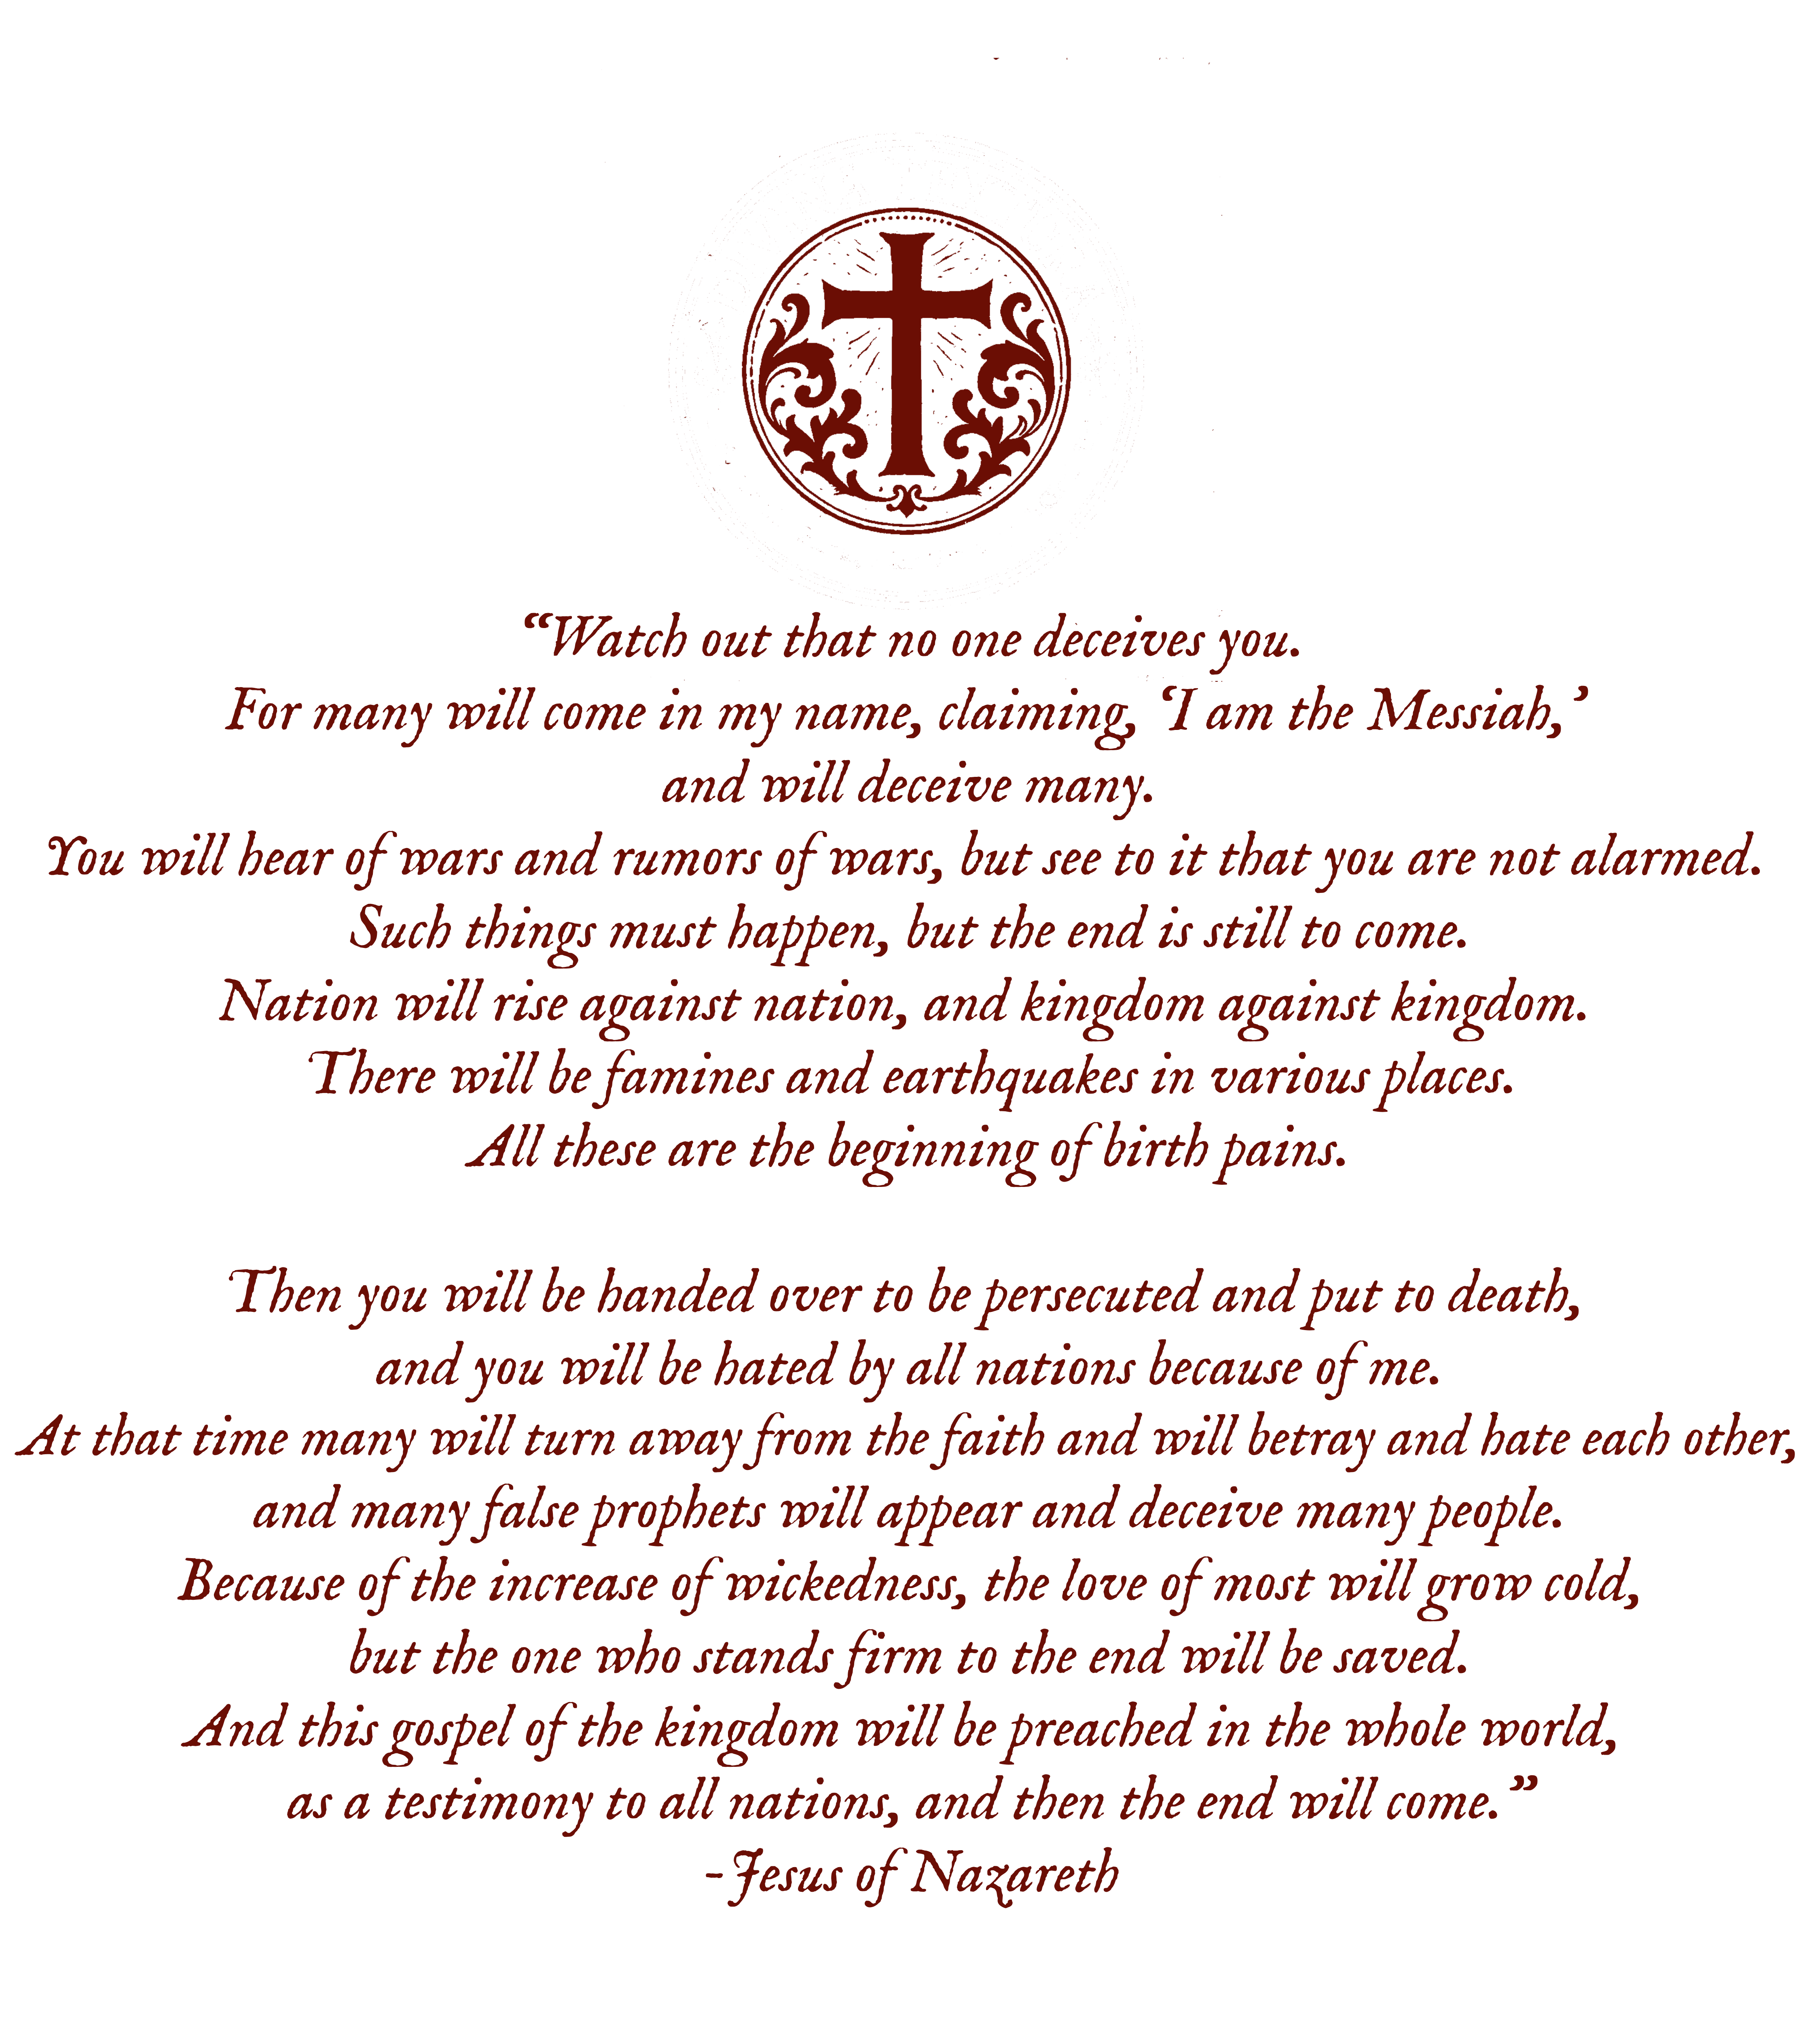 “Watch out that no one deceives you.
For many will come in my name, claiming, ‘I am the Messiah,’
and will deceive many.
You will hear of wars and rumors of wars, but see to it that you are not alarmed.
Such things must happen, but the end is still to come.
Nation will rise against nation, and kingdom against kingdom.
There will be famines and earthquakes in various places.
All these are the beginning of birth pains.
Then you will be handed over to be persecuted and put to death,
and you will be hated by all nations because of me.
At that time many will turn away from the faith and will betray and hate each other,
and many false prophets will appear and deceive many people.
Because of the increase of wickedness, the love of most will grow cold,
but the one who stands firm to the end will be saved.
And this gospel of the kingdom will be preached in the whole world,
as a testimony to all nations, and then the end will come.”
-Jesus of Nazareth